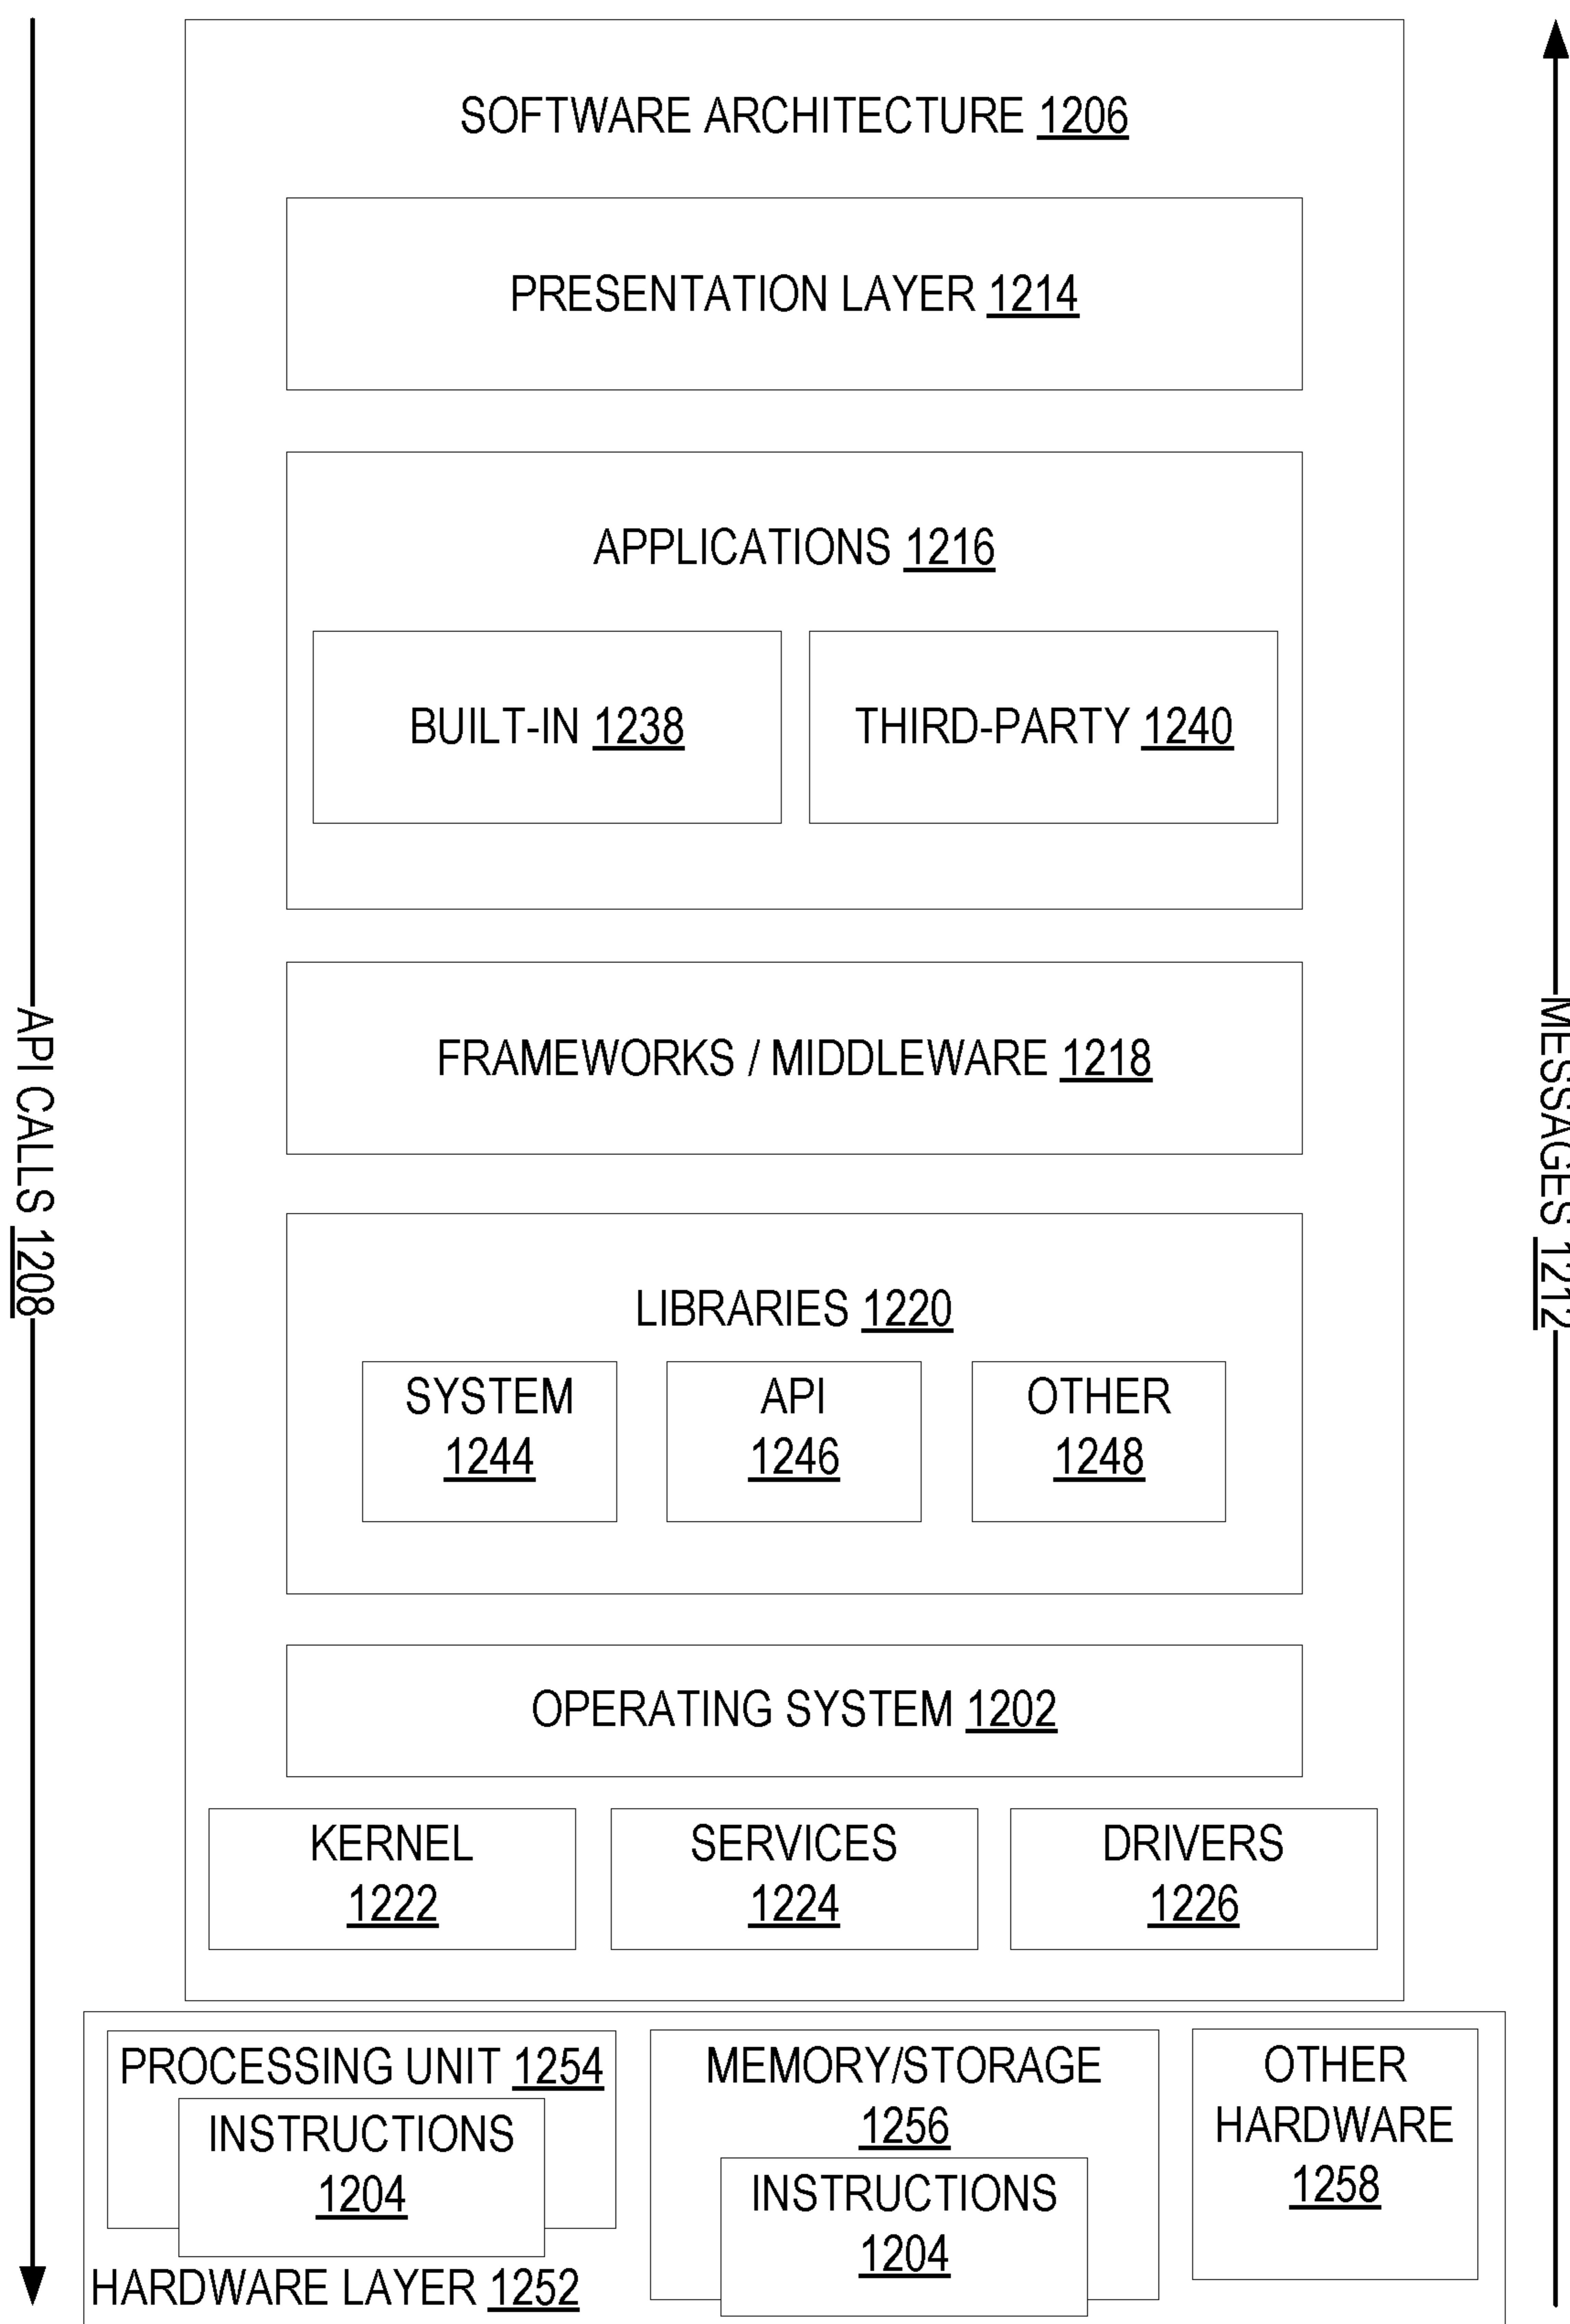 SOFTWARE ARCHITECTURE 1206
PRESENTATION LAYER 1214
APPLICATIONS 1216
BUILT-IN 1238
THIRD-PARTY 1240
FRAMEWORKS / MIDDLEWARE 1218
LIBRARIES 1220
SYSTEM
1244
API
1246
OTHER
1248
OPERATING SYSTEM 1202
KERNEL
1222
SERVICES
1224
DRIVERS
1226
PROCESSING UNIT 1254
INSTRUCTIONS
1204
MEMORY/STORAGE
1256
INSTRUCTIONS
1204
OTHER
HARDWARE
1258
HARDWARE LAYER 1252
API CALLS 1208
MESSAGES 1212